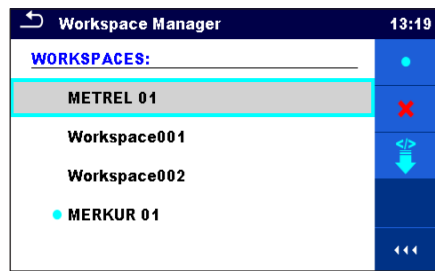 Workspace Manager 13:19
WORKSPACES:
METREL 01
Workspace001
Workspace002
MERKUR 01